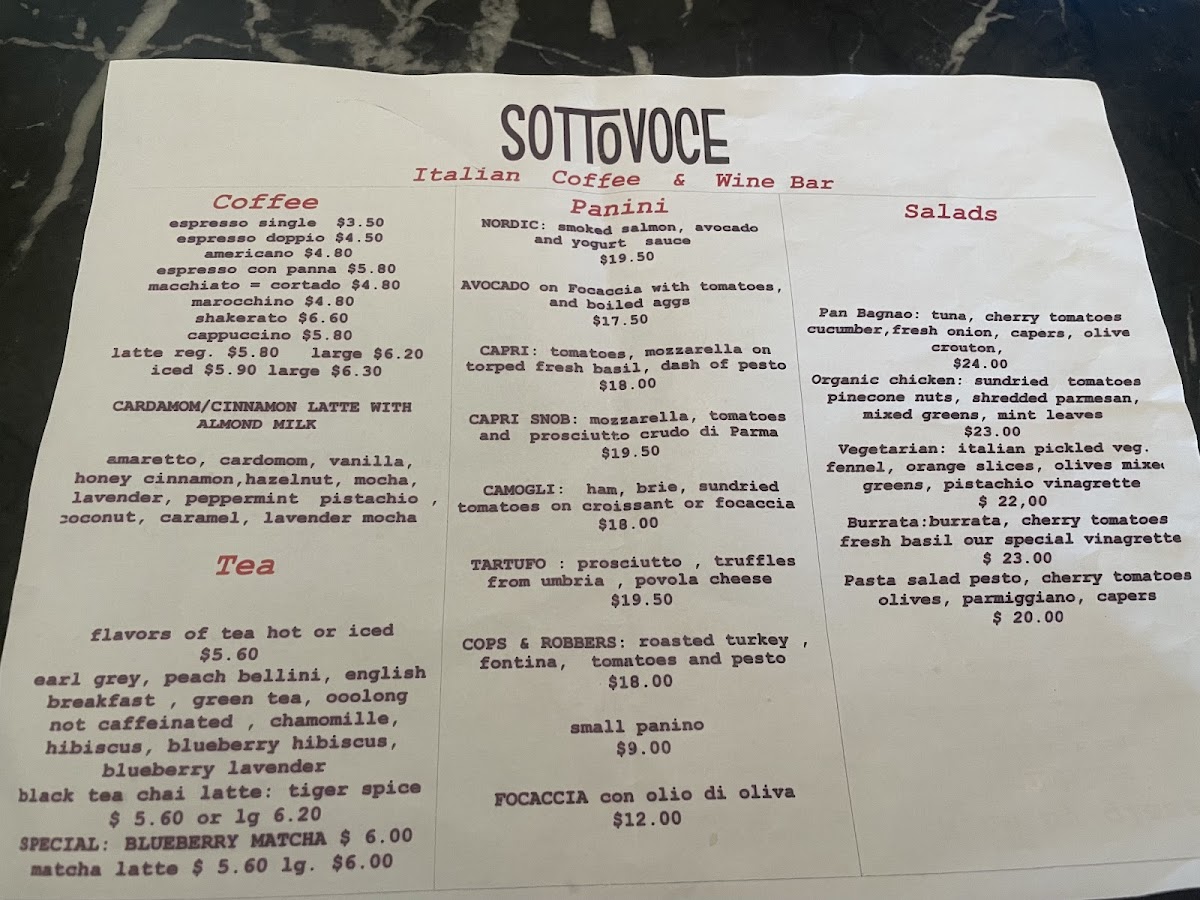 SOTTOVOCE
Italian Coffee & Wine Bar
Coffee
espresso single $3.50
espresso doppio $4.50
americano $4.80
espresso con panna $5.80
macchiato = cortado $4.80
marocchino $4.80
shakerato $6.60
cappuccino $5.80
latte reg. $5.80 large $6.20
iced $5.90 large $6.30
CARDAMOM/CINNAMON LATTE WITH
ALMOND MILK
amaretto, cardomom, vanilla,
honey cinnamon,hazelnut, mocha,
lavender, peppermint pistachio ,
coconut, caramel, lavender mocha
Tea
flavors of tea hot or iced
$5.60
earl grey, peach bellini, english
breakfast , green tea, ooolong
not caffeinated , chamomille,
hibiscus, blueberry hibiscus,
blueberry lavender
black tea chai latte: tiger spice
$ 5.60 or lg 6.20
SPECIAL: BLUEBERRY MATCHA $ 6.00
matcha latte $ 5.60 lg. $6.00
Panini
NORDIC: smoked salmon, avocado
and yogurt sauce
$19.50
AVOCADO on Focaccia with tomatoes,
and boiled aggs
$17.50
CAPRI: tomatoes, mozzarella on
torped fresh basil, dash of pesto
$18.00
CAPRI SNOB: mozzarella, tomatoes
and prosciutto crudo di Parma
$19.50
CAMOGLI: ham, brie, sundried
tomatoes on croissant or focaccia
$18.00
TARTUFO : prosciutto , truffles
from umbria , povola cheese
$19.50
COPS & ROBBERS: roasted turkey ,
fontina, tomatoes and pesto
$18.00
small panino
$9.00
FOCACCIA con olio di oliva
$12.00
Salads
Pan Bagnao: tuna, cherry tomatoes
cucumber,fresh onion, capers, olive
crouton,
$24.00
Organic chicken: sundried tomatoes
pinecone nuts, shredded parmesan,
mixed greens, mint leaves
$23.00
Vegetarian: italian pickled veg.
fennel, orange slices, olives mixed
greens, pistachio vinagrette
$ 22,00
Burrata:burrata, cherry tomatoes
fresh basil our special vinagrette
$ 23.00
Pasta salad pesto, cherry tomatoes
olives, parmiggiano, capers
$ 20.00